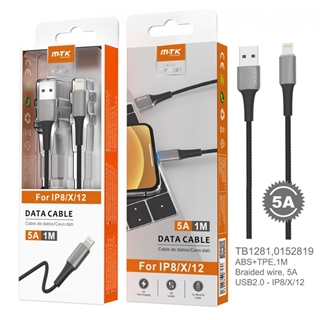 M·TK
For IP8/X/12
DATA CABLE
Cable de datos/Cavo dati
5A 1M
M·TK
5A 1M
For IP8/X/12
DATA CABLE
Cable de datos/Cavo dati
5A
TB1281,0152819
ABS+TPE,1M
Braided wire, 5A
USB2.0 - IP8/X/12